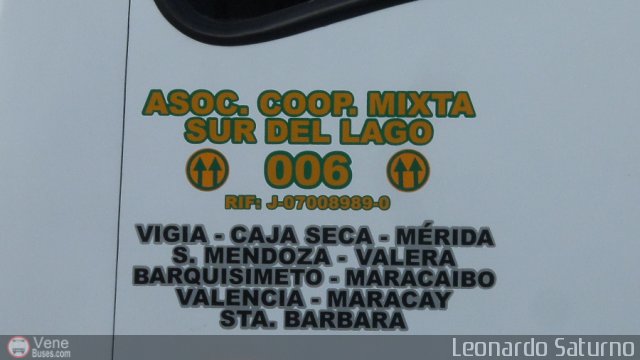 ASOC. COOP. MIXTA
SUR DEL LAGO
006
RIF: J-07008989-0
VIGIA - CAJA SECA - MÉRIDA
S. MENDOZA - VALERA
BARQUISIMETO - MARACAIBO
VALENCIA - MARACAY
STA. BARBARA
Vene
Buses.com
Leonardo Saturno